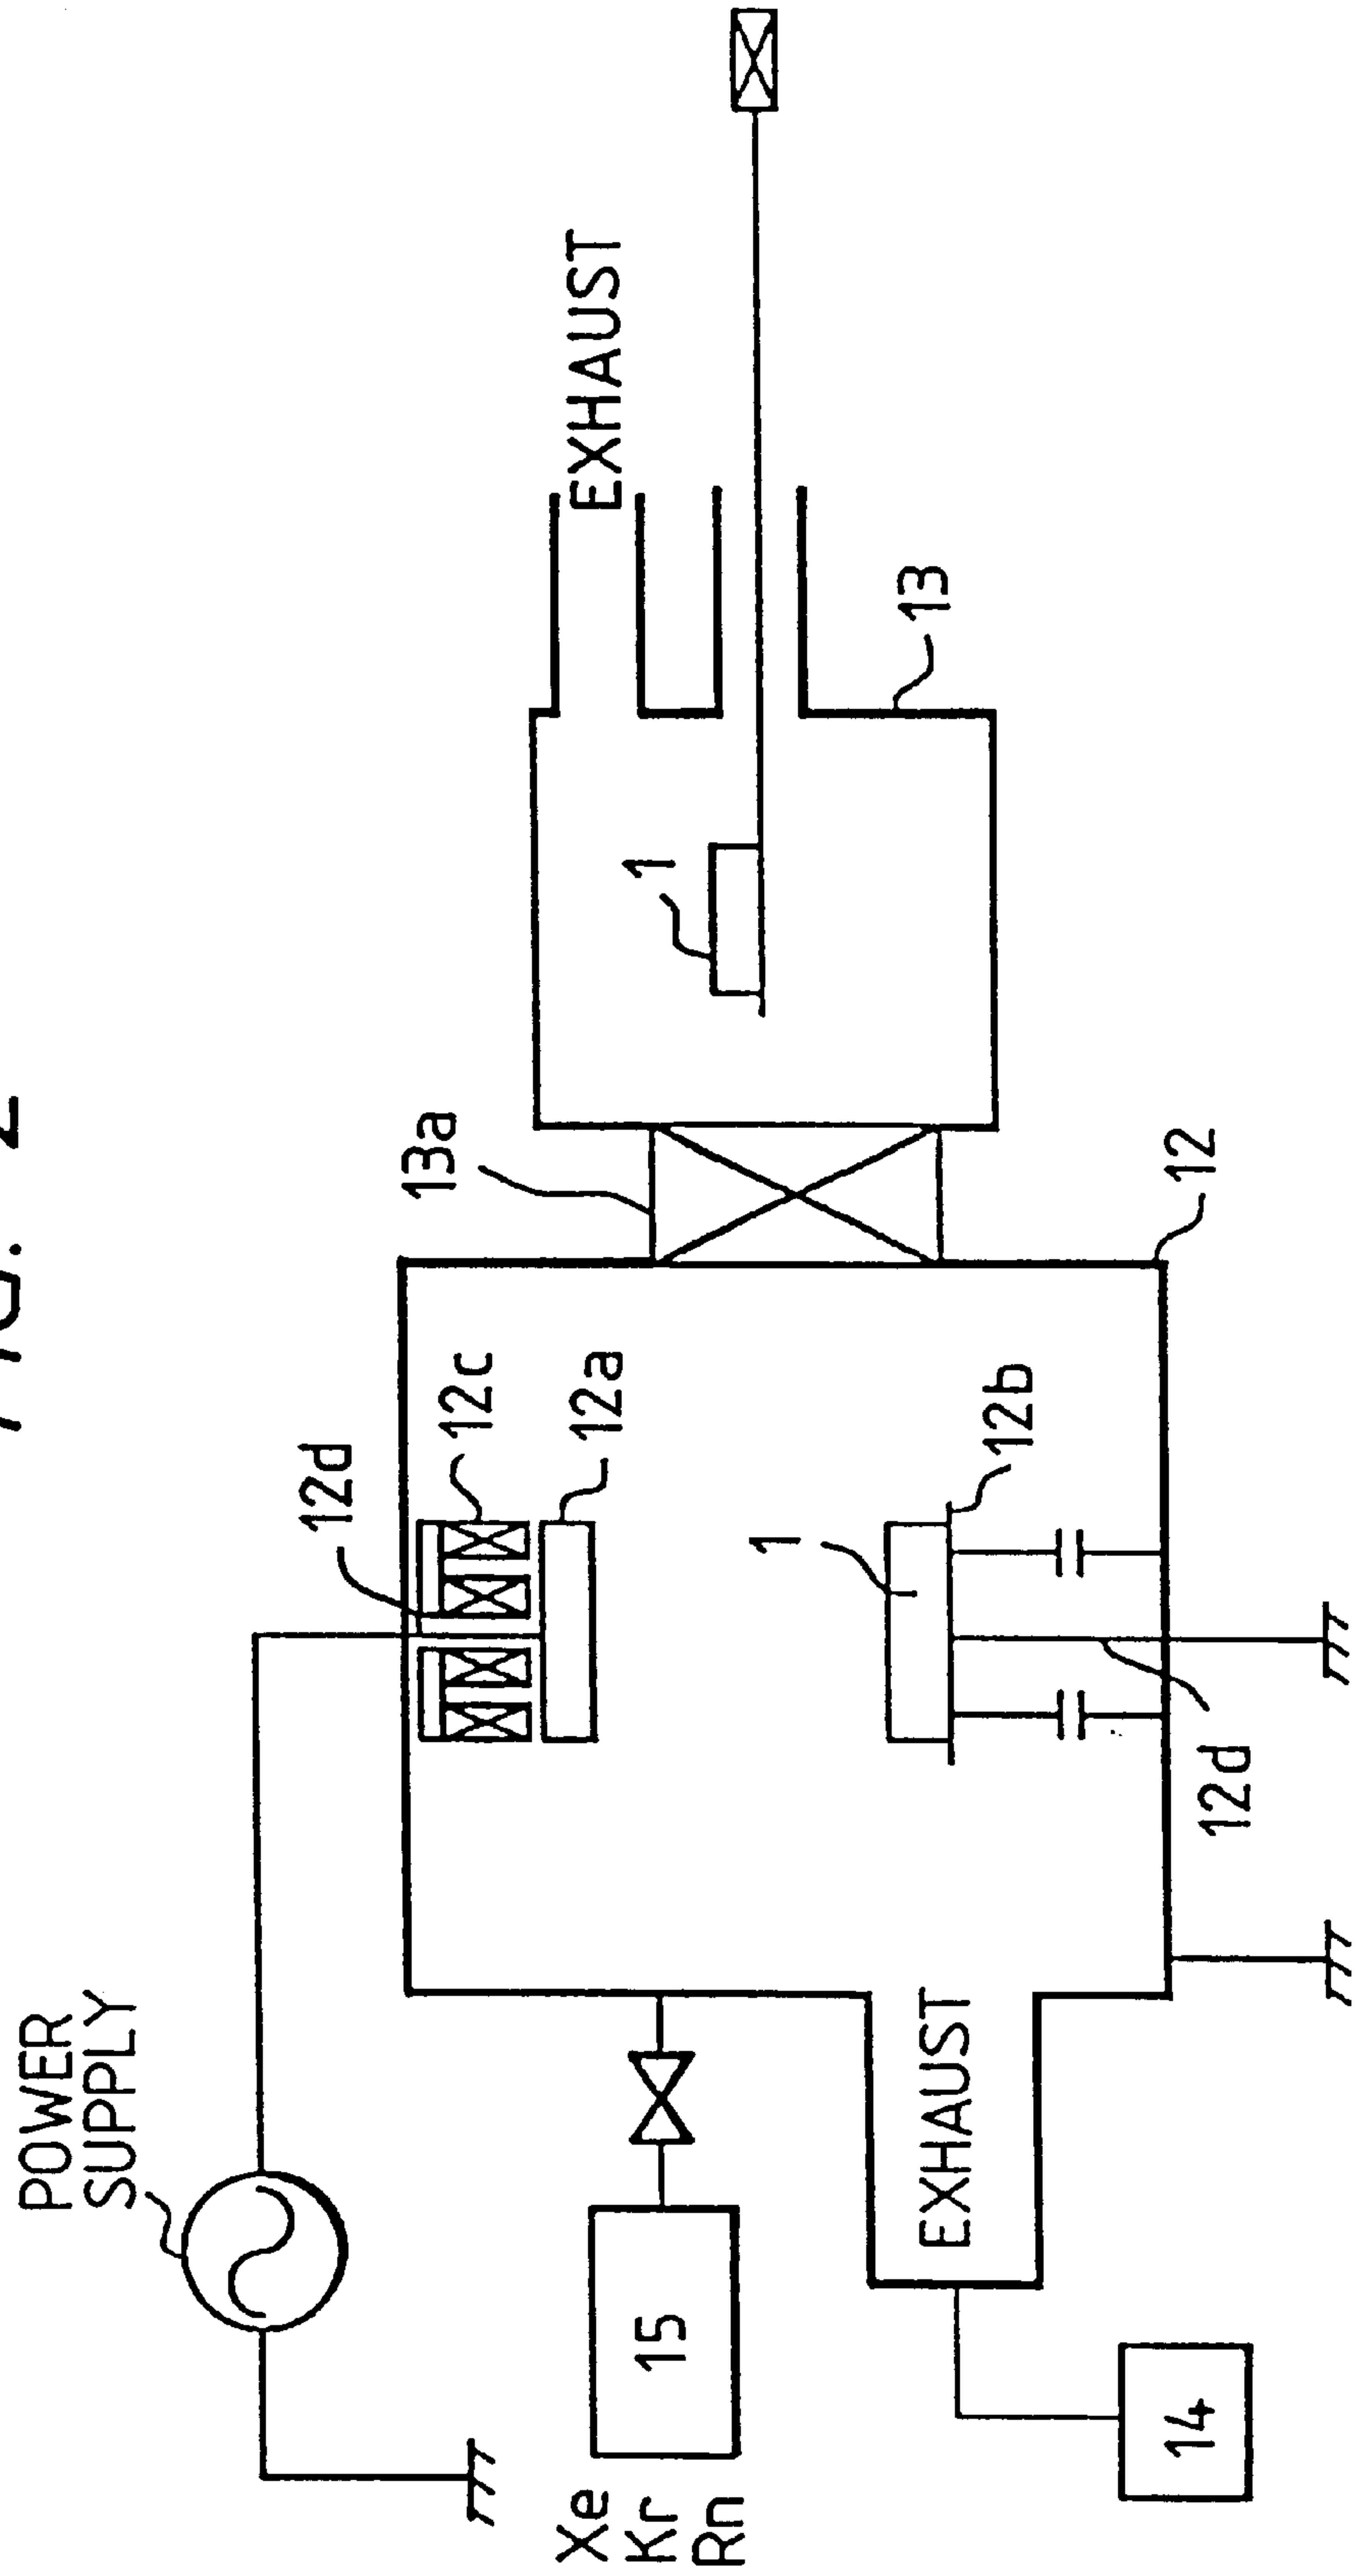 FIG. 2
POWER
SUPPLY
12d
12c
12a
13a
EXHAUST
1
13
Xe
Kr
Rn
15
EXHAUST
1
12b
12
14
12d